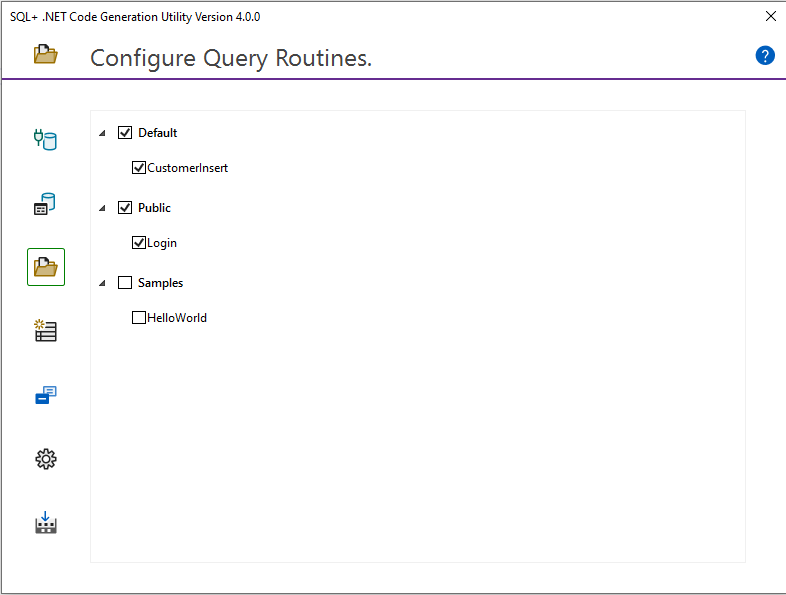 SQL+ .NET Code Generation Utility Version 4.0.0
Configure Query Routines.
?
Default
CustomerInsert
Public
Login
Samples
HelloWorld